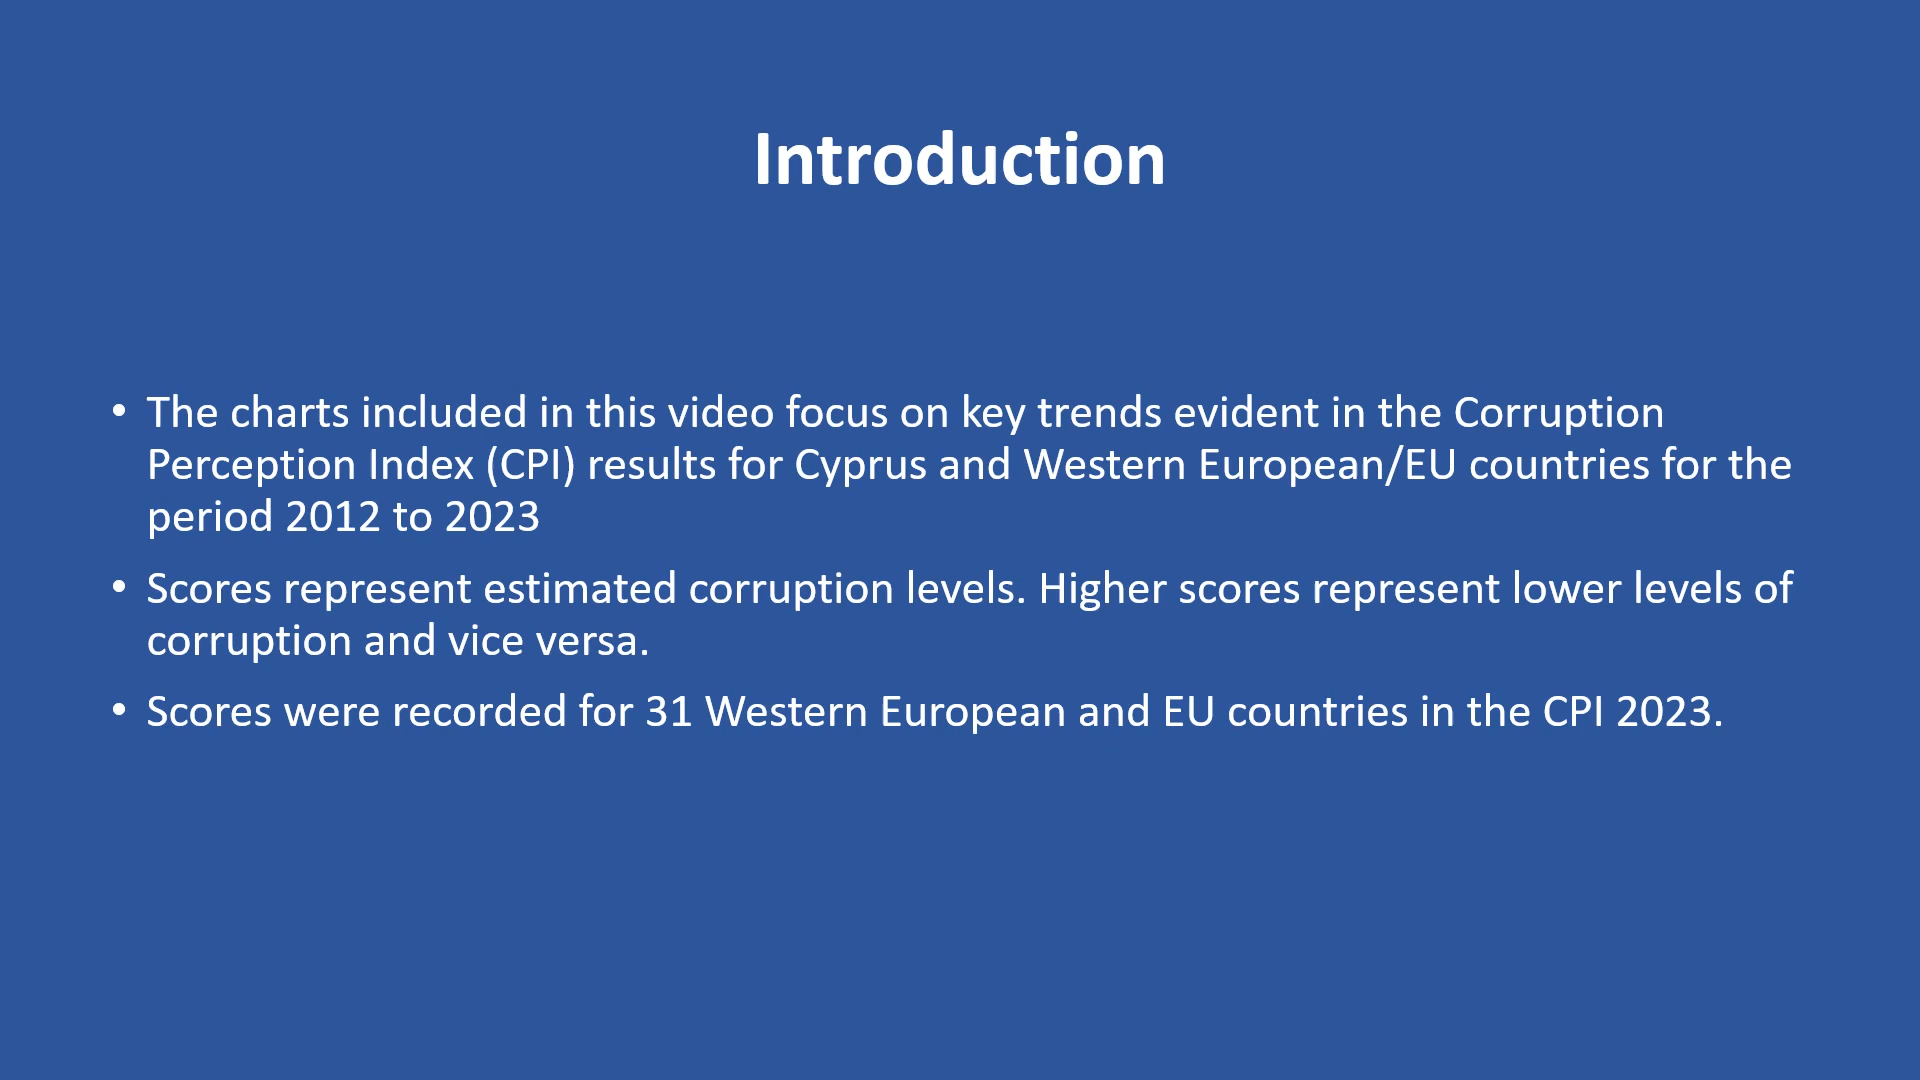 Introduction
• The charts included in this video focus on key trends evident in the Corruption
Perception Index (CPI) results for Cyprus and Western European/EU countries for the
period 2012 to 2023
• Scores represent estimated corruption levels. Higher scores represent lower levels of
corruption and vice versa.
• Scores were recorded for 31 Western European and EU countries in the CPI 2023.